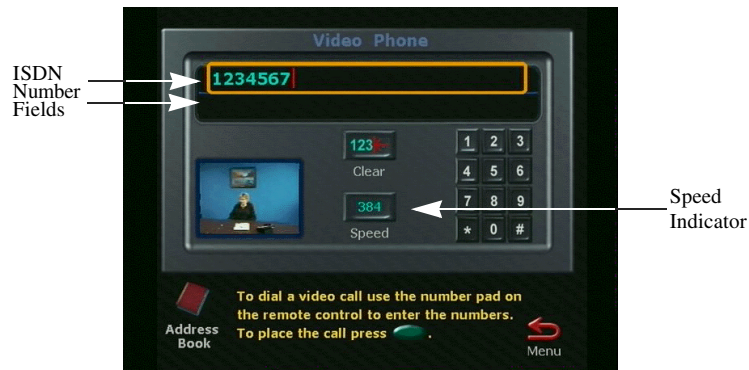 Video Phone
ISDN
Number
Fields
1234567
123
Clear
384
Speed
1 2 3
4 5 6
7 8 9
* 0 #
Speed
Indicator
To dial a video call use the number pad on
the remote control to enter the numbers.
To place the call press .
Address
Book
Menu